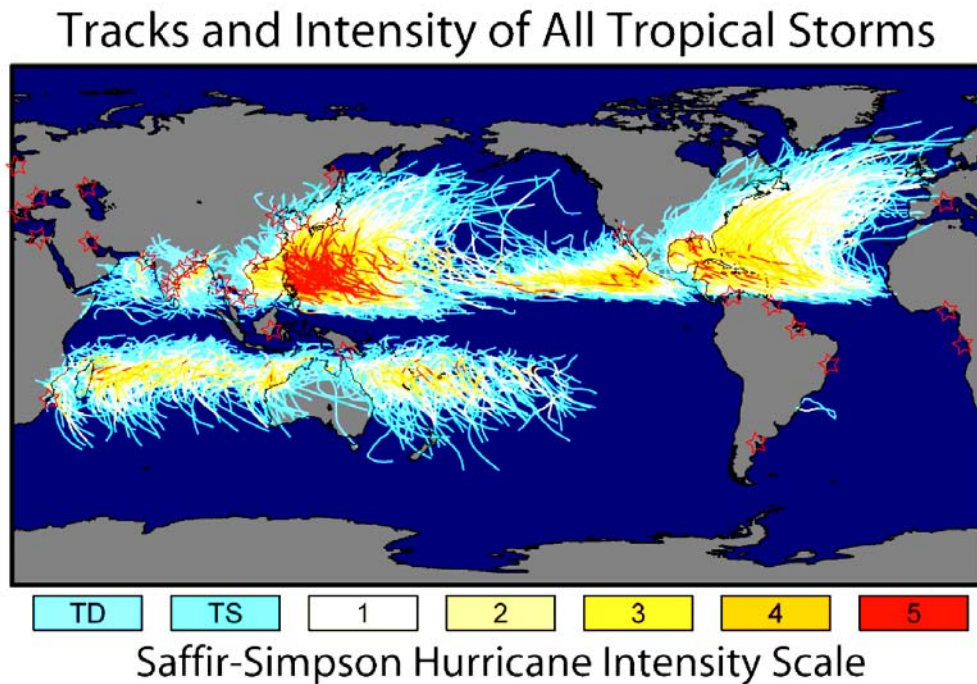 Tracks and Intensity of All Tropical Storms
TD TS 1 2 3 4 5
Saffir-Simpson Hurricane Intensity Scale